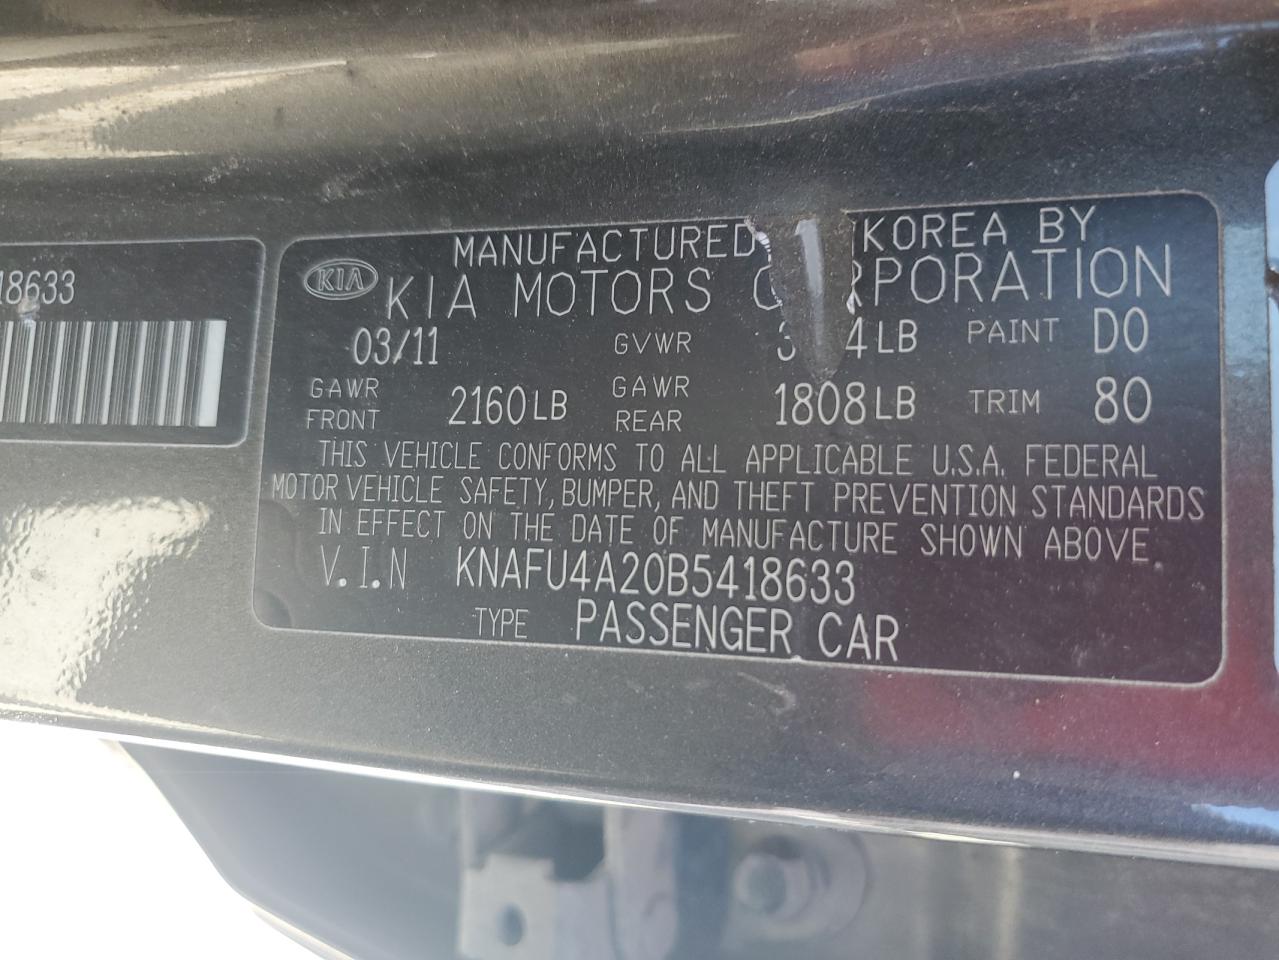 18633
KIA
MANUFACTURED KOREA BY
KIA MOTORS
03/11 GVWR LB PAINT D0
GAWR FRONT 2160LB GAWR REAR 1808LB TRIM 80
THIS VEHICLE CONFORMS TO ALL APPLICABLE U.S.A. FEDERAL
MOTOR VEHICLE SAFETY, BUMPER, AND THEFT PREVENTION STANDARDS
IN EFFECT ON THE DATE OF MANUFACTURE SHOWN ABOVE.
V.I.N KNAFU4A20B5418633
TYPE PASSENGER CAR